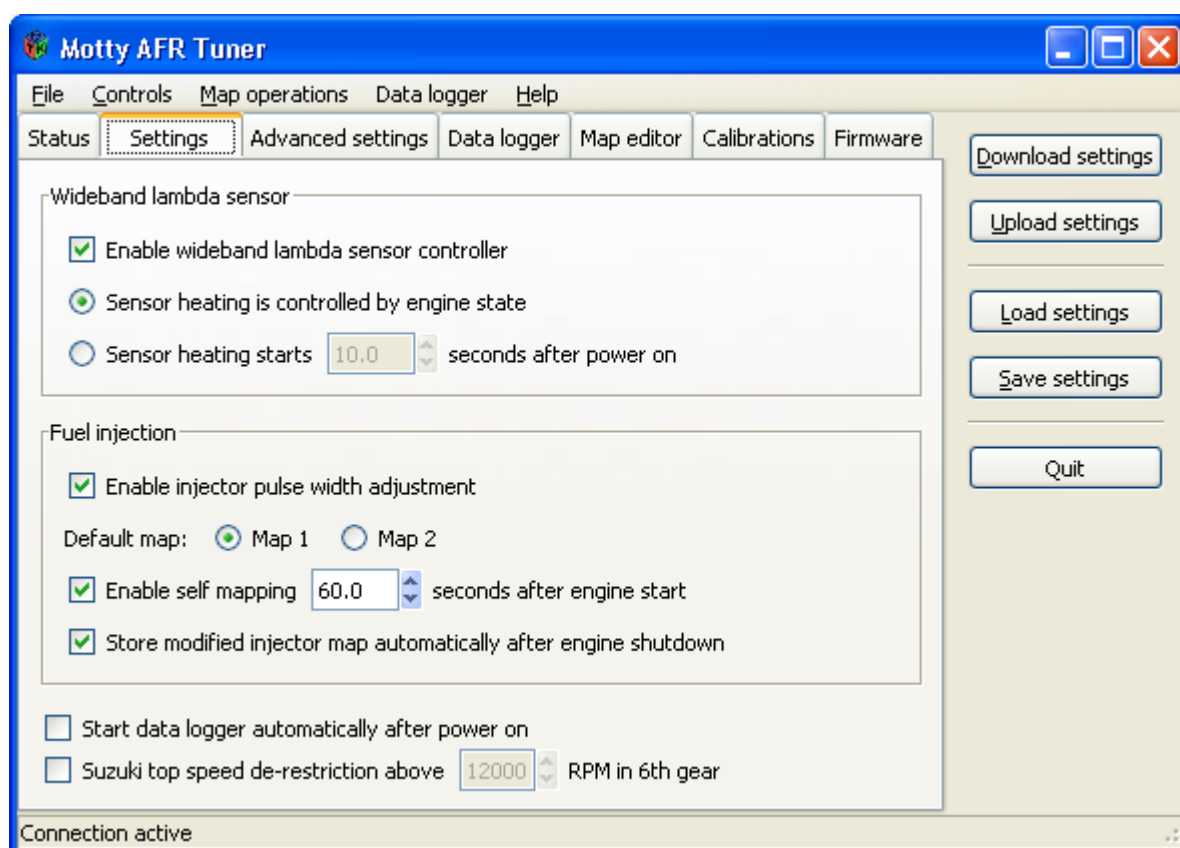 Motty AFR Tuner
File Controls Map operations Data logger Help
Status Settings Advanced settings Data logger Map editor Calibrations Firmware
Wideband lambda sensor
Enable wideband lambda sensor controller
Sensor heating is controlled by engine state
Sensor heating starts 10.0 seconds after power on
Fuel injection
Enable injector pulse width adjustment
Default map: Map 1 Map 2
Enable self mapping 60.0 seconds after engine start
Store modified injector map automatically after engine shutdown
Start data logger automatically after power on
Suzuki top speed de-restriction above 12000 RPM in 6th gear
Download settings
Upload settings
Load settings
Save settings
Quit
Connection active